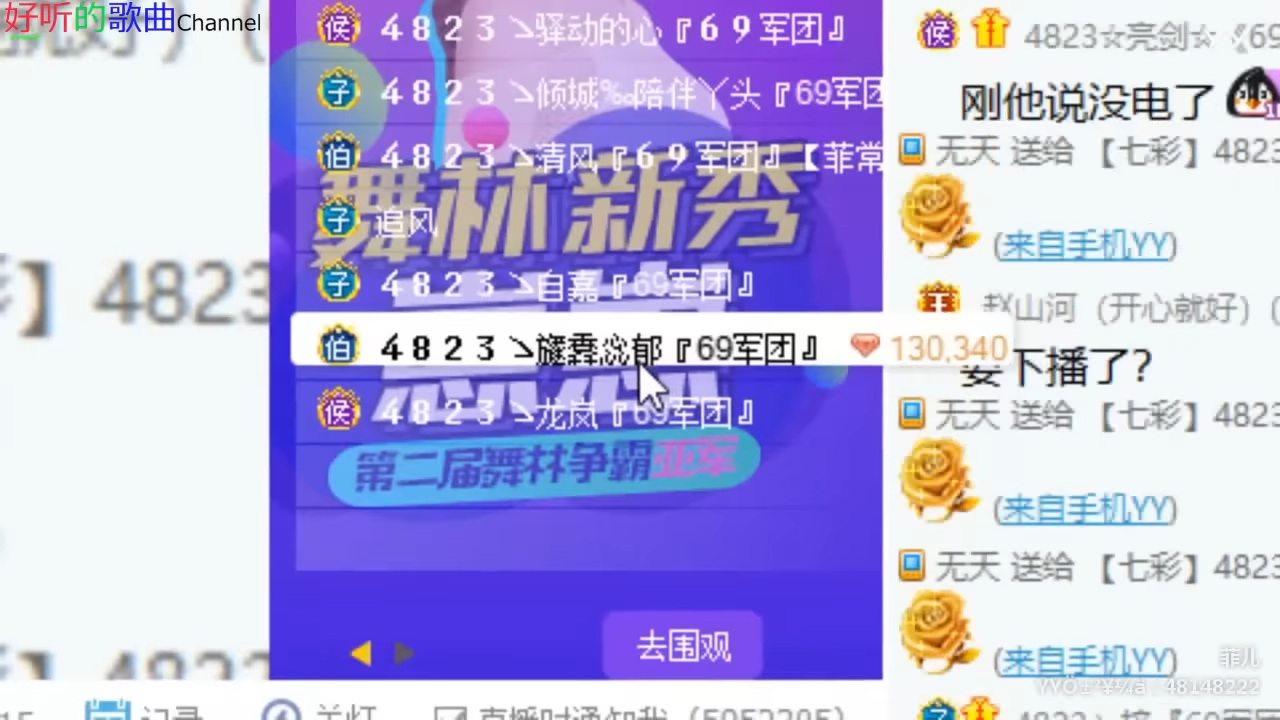 好听的歌曲Channel
侯 4823↘驿动的心『69军团』
子 4823↘倾城‰陪伴丫头『69军团
伯 4823↘清风『69军团』【菲常
舞林新秀
子 追风
子 4823↘自嘉『69军团』
伯 4823↘ 『69军团』 130,340
侯 4823↘龙岚『69军团』
第二届舞林争霸亚军
去围观
】4823
记录
关灯
直播时通知我
侯 4823☆亮剑☆
刚他说没电了
无天 送给 【七彩】4823
(来自手机YY)
王 赵山河（开心就好）(
要下播了?
无天 送给 【七彩】4823
(来自手机YY)
无天 送给 【七彩】4823
(来自手机YY)
菲儿
48148222